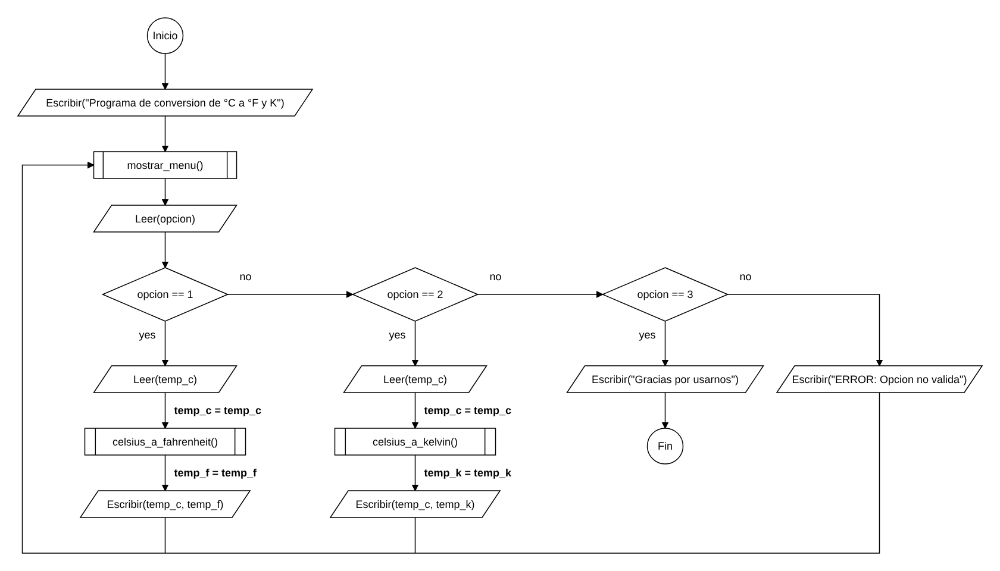 Inicio
Escribir("Programa de conversion de °C a °F y K")
mostrar_menu()
Leer(opcion)
opcion == 1
no
opcion == 2
no
opcion == 3
no
yes
yes
yes
Leer(temp_c)
Leer(temp_c)
Escribir("Gracias por usarnos")
Escribir("ERROR: Opcion no valida")
temp_c = temp_c
temp_c = temp_c
celsius_a_fahrenheit()
celsius_a_kelvin()
Fin
temp_f = temp_f
temp_k = temp_k
Escribir(temp_c, temp_f)
Escribir(temp_c, temp_k)